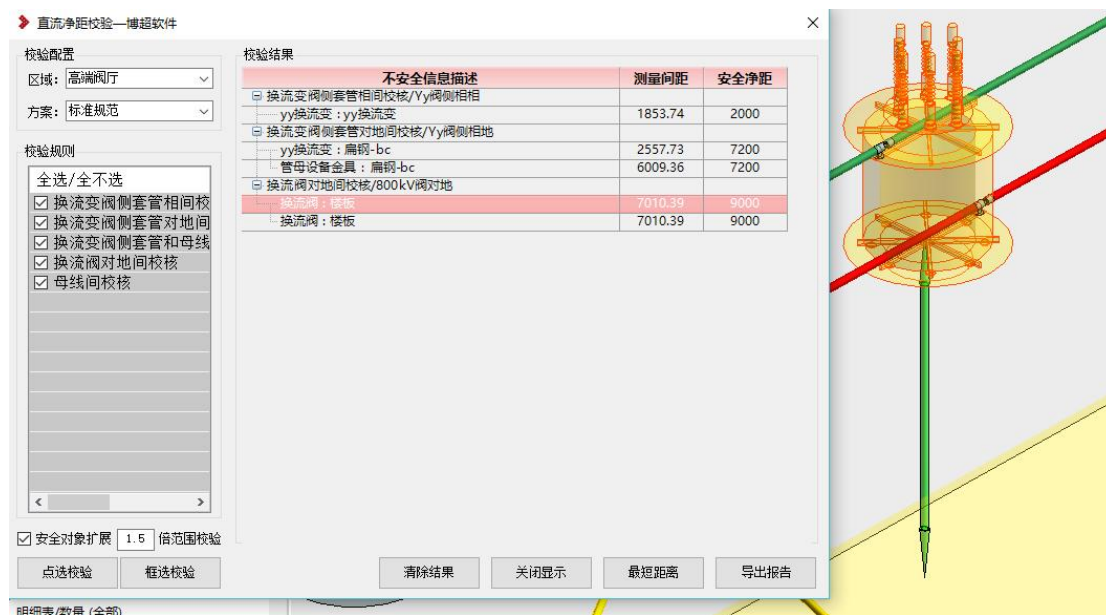 直流净距校验—博超软件
校验配置
区域: 高端阀厅
方案: 标准规范
校验规则
全选/全不选
换流变阀侧套管相间校
换流变阀侧套管对地间
换流变阀侧套管和母线
换流阀对地间校核
母线间校核
安全对象扩展 1.5 倍范围校验
点选校验 框选校验
校验结果
不安全信息描述 测量间距 安全净距
换流变阀侧套管相间校核/Yy阀侧相相
yy换流变：yy换流变 1853.74 2000
换流变阀侧套管对地间校核/Yy阀侧相地
yy换流变：扁钢-bc 2557.73 7200
管母设备金具：扁钢-bc 6009.36 7200
换流阀对地间校核/800kV阀对地
换流阀：楼板 7010.39 9000
换流阀：楼板 7010.39 9000
清除结果 关闭显示 最短距离 导出报告
明细表/数量 (全部)